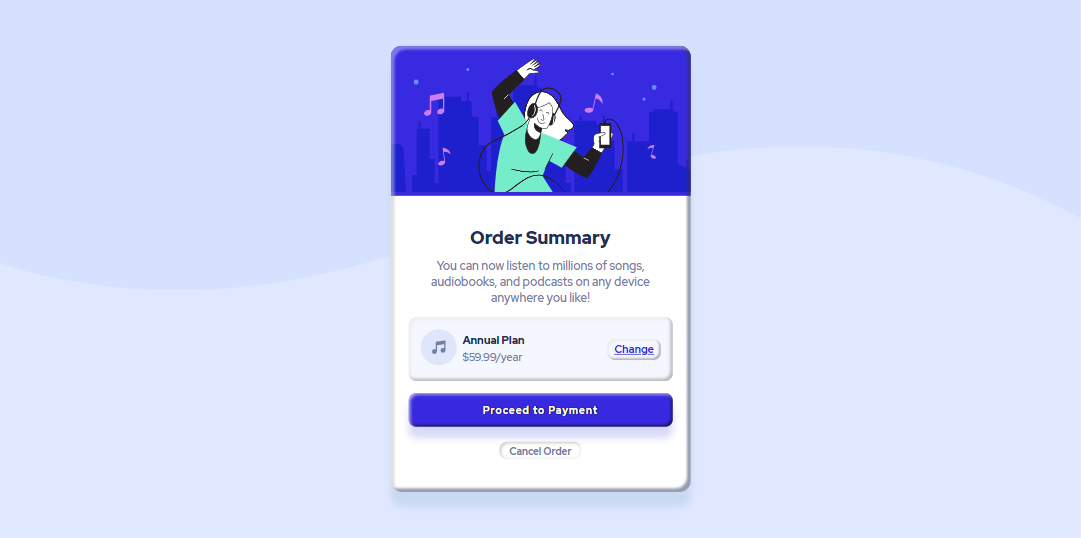 Order Summary
You can now listen to millions of songs,
audiobooks, and podcasts on any device
anywhere you like!
Annual Plan
$59.99/year
Change
Proceed to Payment
Cancel Order